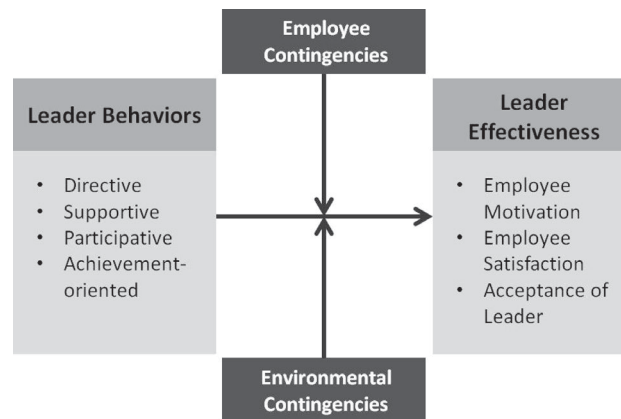 Employee
Contingencies
Leader Behaviors
• Directive
• Supportive
• Participative
• Achievement-
oriented
Leader
Effectiveness
• Employee
Motivation
• Employee
Satisfaction
• Acceptance of
Leader
Environmental
Contingencies